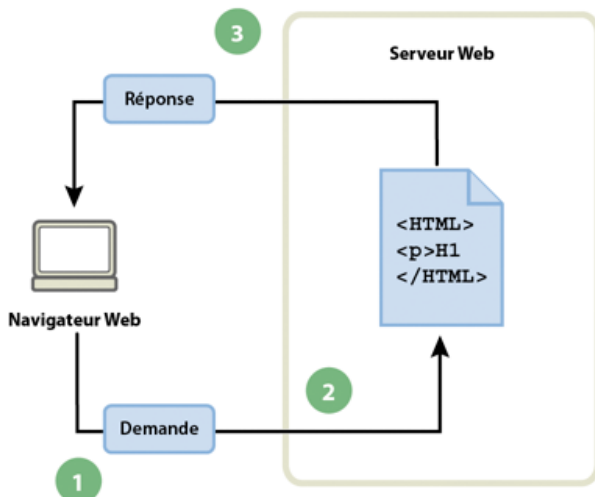 3
Serveur Web
Réponse
<HTML>
<p>H1
</HTML>
Navigateur Web
2
Demande
1